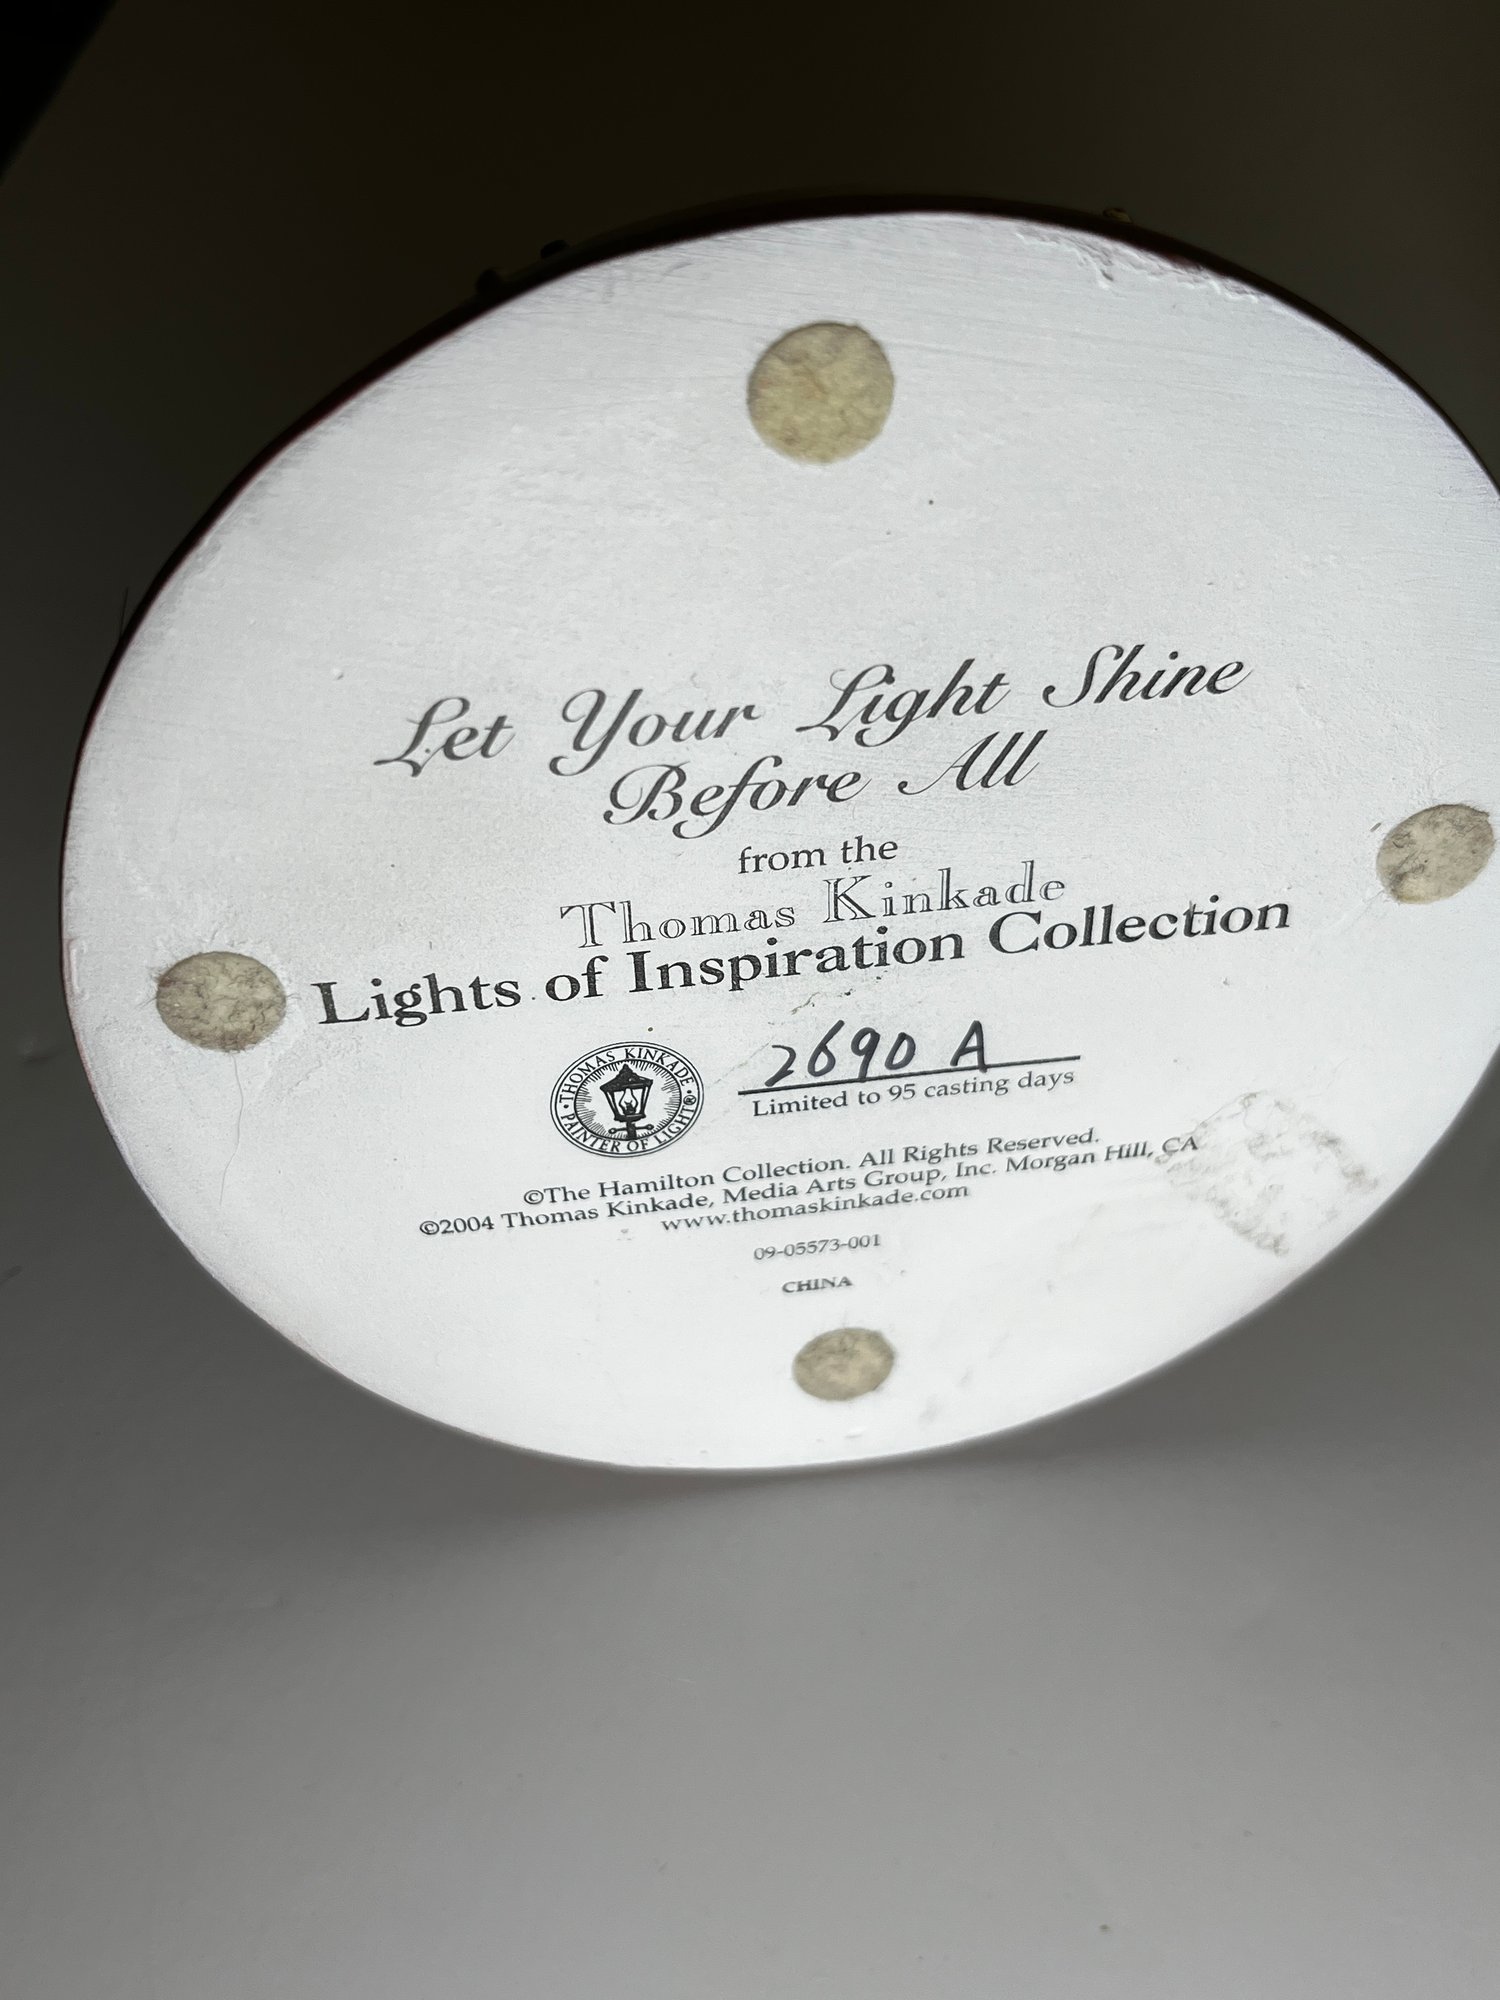 Let Your Light Shine
Before All
from the
Thomas Kinkade
Lights of Inspiration Collection
THOMAS KINKADE
PAINTER OF LIGHT®
2690 A
Limited to 95 casting days
©The Hamilton Collection. All Rights Reserved.
©2004 Thomas Kinkade, Media Arts Group, Inc. Morgan Hill, CA
www.thomaskinkade.com
09-05573-001
CHINA